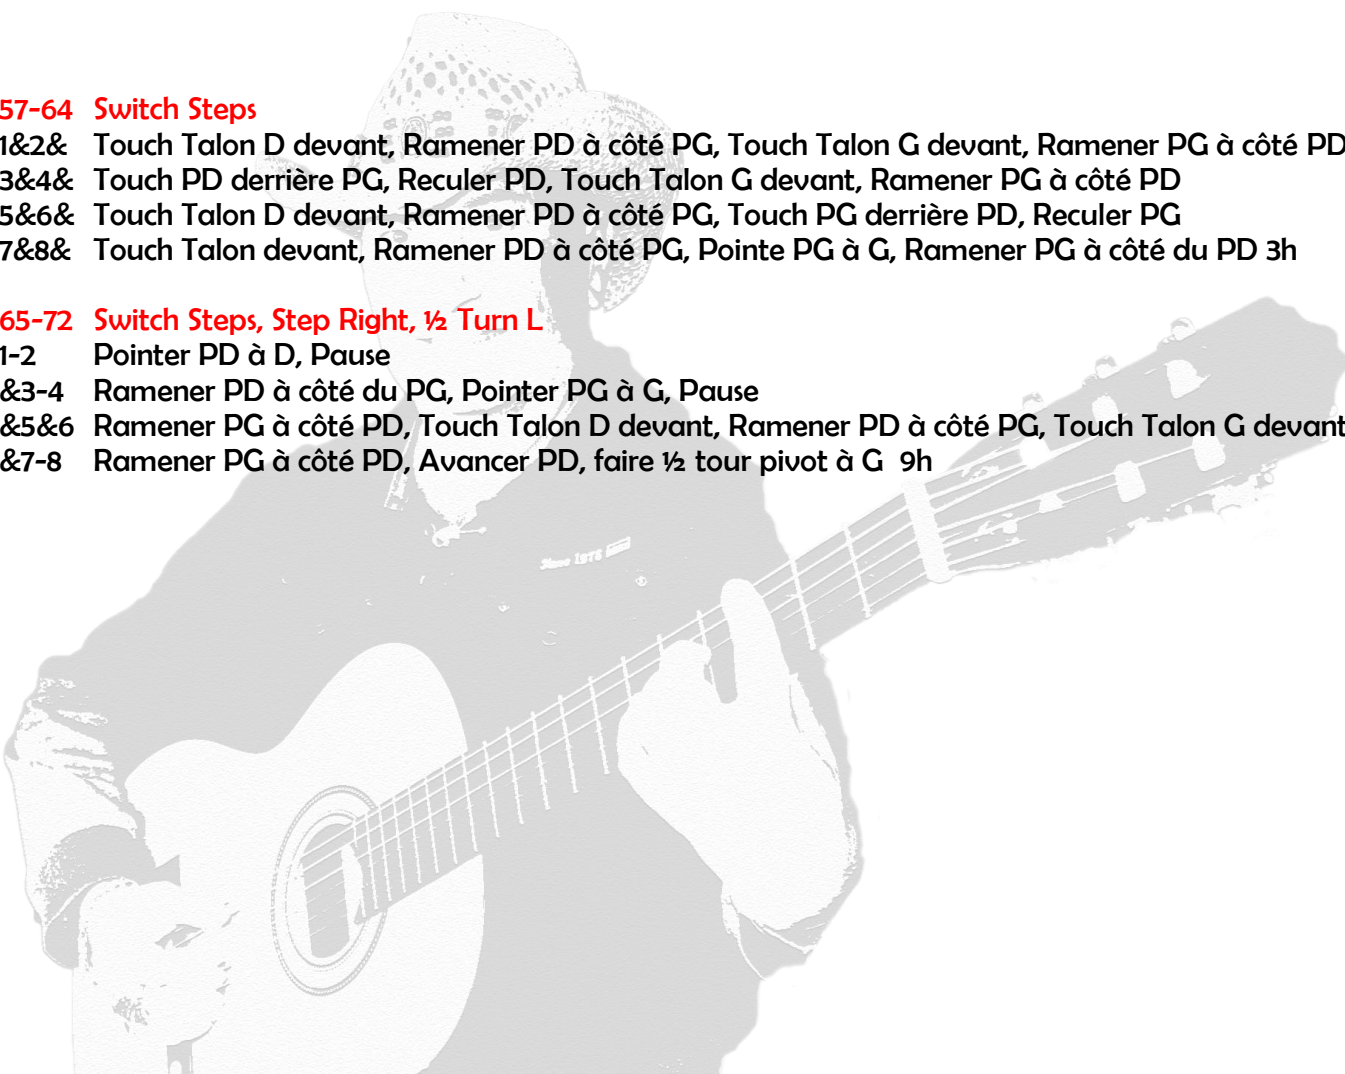 57-64 Switch Steps
1&2& Touch Talon D devant, Ramener PD à côté PG, Touch Talon G devant, Ramener PG à côté PD
3&4& Touch PD derrière PG, Reculer PD, Touch Talon G devant, Ramener PG à côté PD
5&6& Touch Talon D devant, Ramener PD à côté PG, Touch PG derrière PD, Reculer PG
7&8& Touch Talon devant, Ramener PD à côté PG, Pointe PG à G, Ramener PG à côté du PD 3h
65-72 Switch Steps, Step Right, ½ Turn L
1-2 Pointer PD à D, Pause
&3-4 Ramener PD à côté du PG, Pointer PG à G, Pause
&5&6 Ramener PG à côté PD, Touch Talon D devant, Ramener PD à côté PG, Touch Talon G devant
&7-8 Ramener PG à côté PD, Avancer PD, faire ½ tour pivot à G 9h
Since 1978